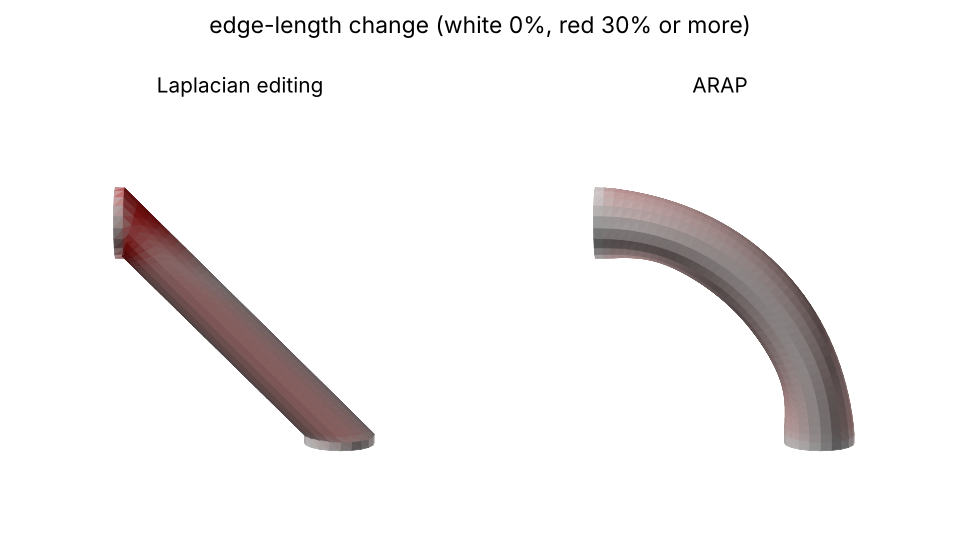 edge-length change (white 0%, red 30% or more)
Laplacian editing
ARAP